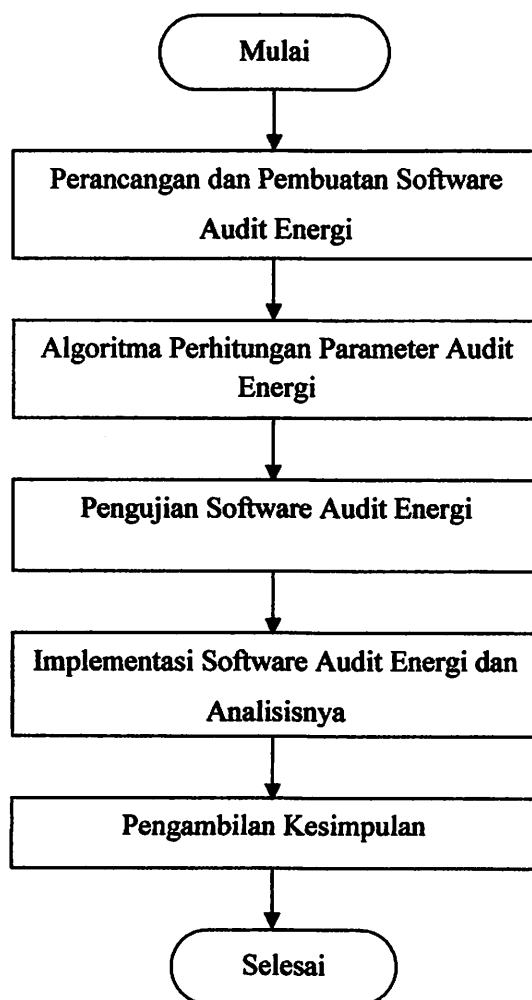 Mulai
Perancangan dan Pembuatan Software
Audit Energi
Algoritma Perhitungan Parameter Audit
Energi
Pengujian Software Audit Energi
Implementasi Software Audit Energi dan
Analisisnya
Pengambilan Kesimpulan
Selesai